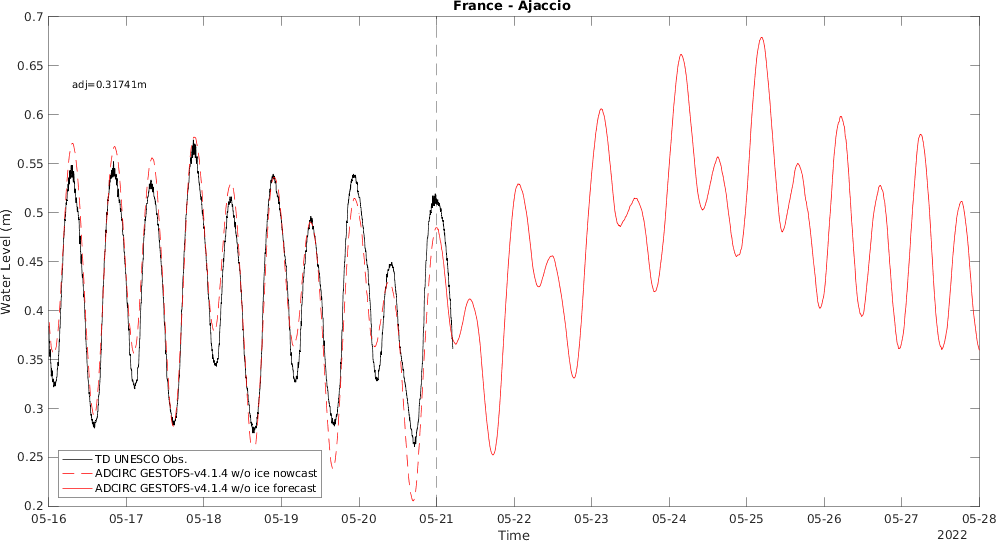 France - Ajaccio
adj=0.31741m
Water Level (m)
0.7
0.65
0.6
0.55
0.5
0.45
0.4
0.35
0.3
0.25
0.2
TD UNESCO Obs.
ADCIRC GESTOFS-v4.1.4 w/o ice nowcast
ADCIRC GESTOFS-v4.1.4 w/o ice forecast
05-16 05-17 05-18 05-19 05-20 05-21 05-22 05-23 05-24 05-25 05-26 05-27 05-28
Time
2022